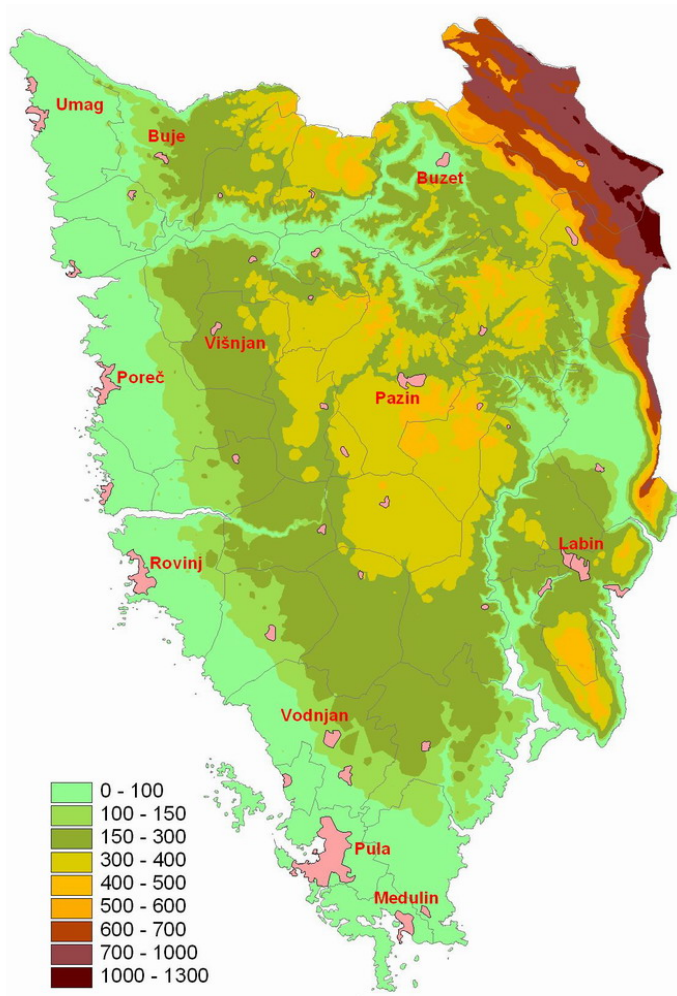 Umag
Buje
Buzet
Višnjan
Poreč
Pazin
Labin
Rovinj
Vodnjan
Pula
Medulin
0 - 100
100 - 150
150 - 300
300 - 400
400 - 500
500 - 600
600 - 700
700 - 1000
1000 - 1300